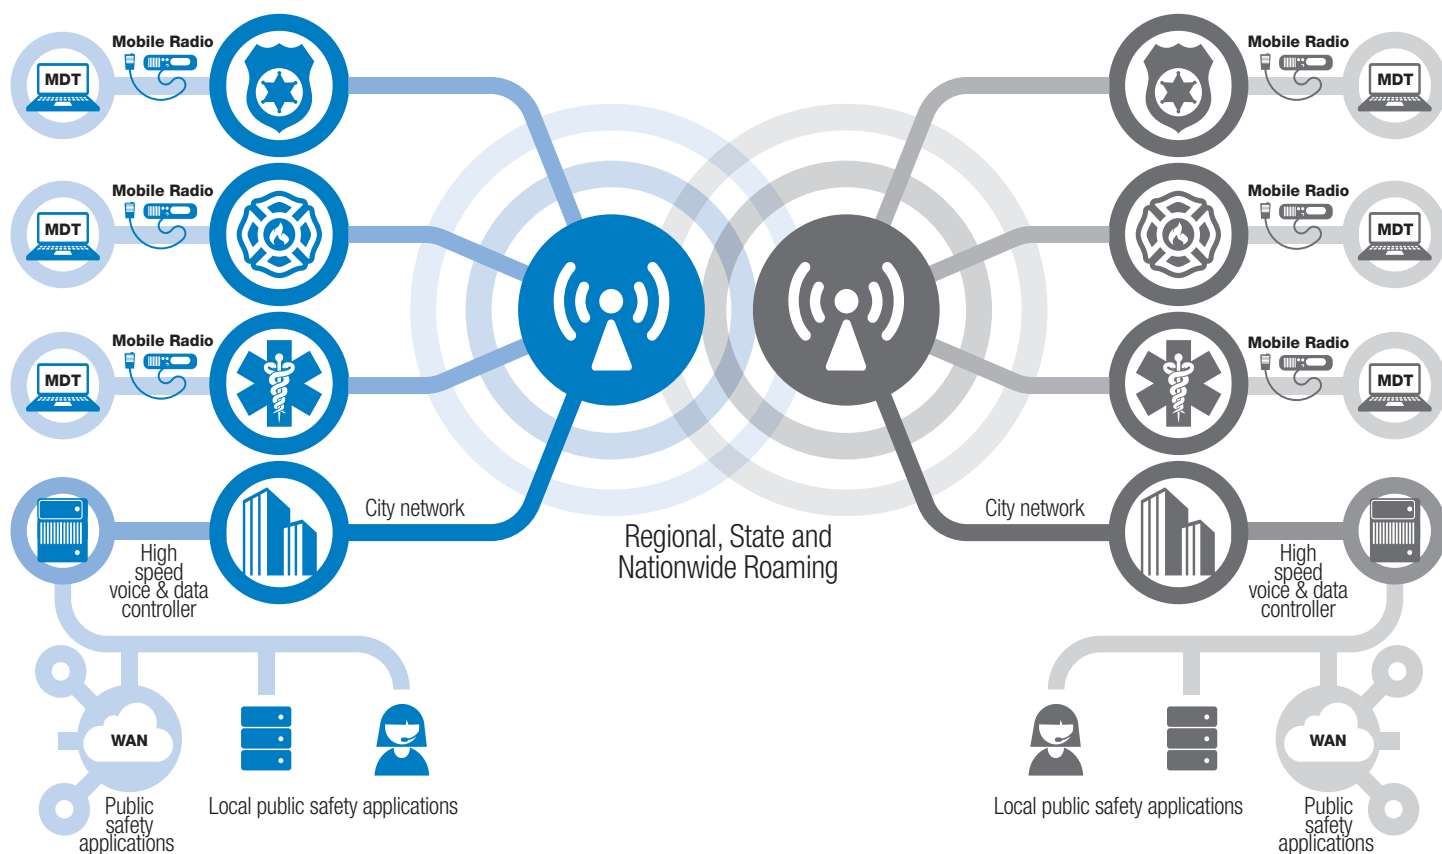 Mobile Radio
MDT
Mobile Radio
MDT
Mobile Radio
MDT
Mobile Radio
MDT
Mobile Radio
MDT
Mobile Radio
MDT
City network
City network
Regional, State and
Nationwide Roaming
High
speed
voice & data
controller
High
speed
voice & data
controller
WAN
WAN
Public
safety
applications
Local public safety applications
Local public safety applications
Public
safety
applications